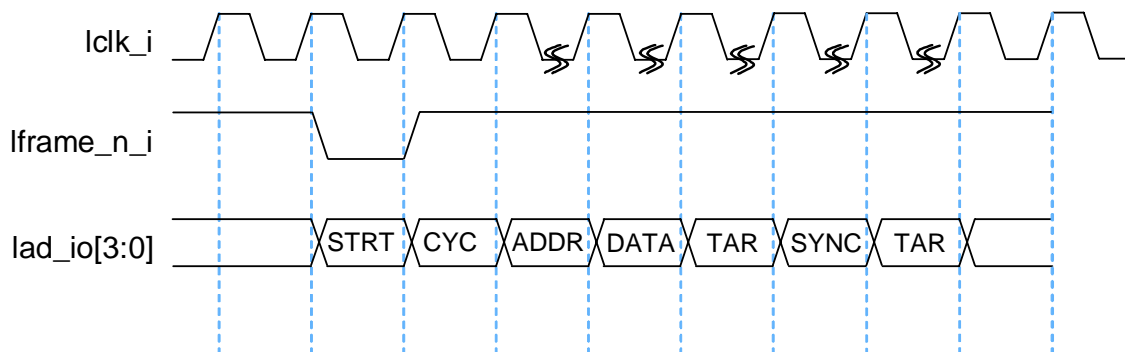 lclk_i
lframe_n_i
lad_io[3:0]
STRT CYC ADDR DATA TAR SYNC TAR